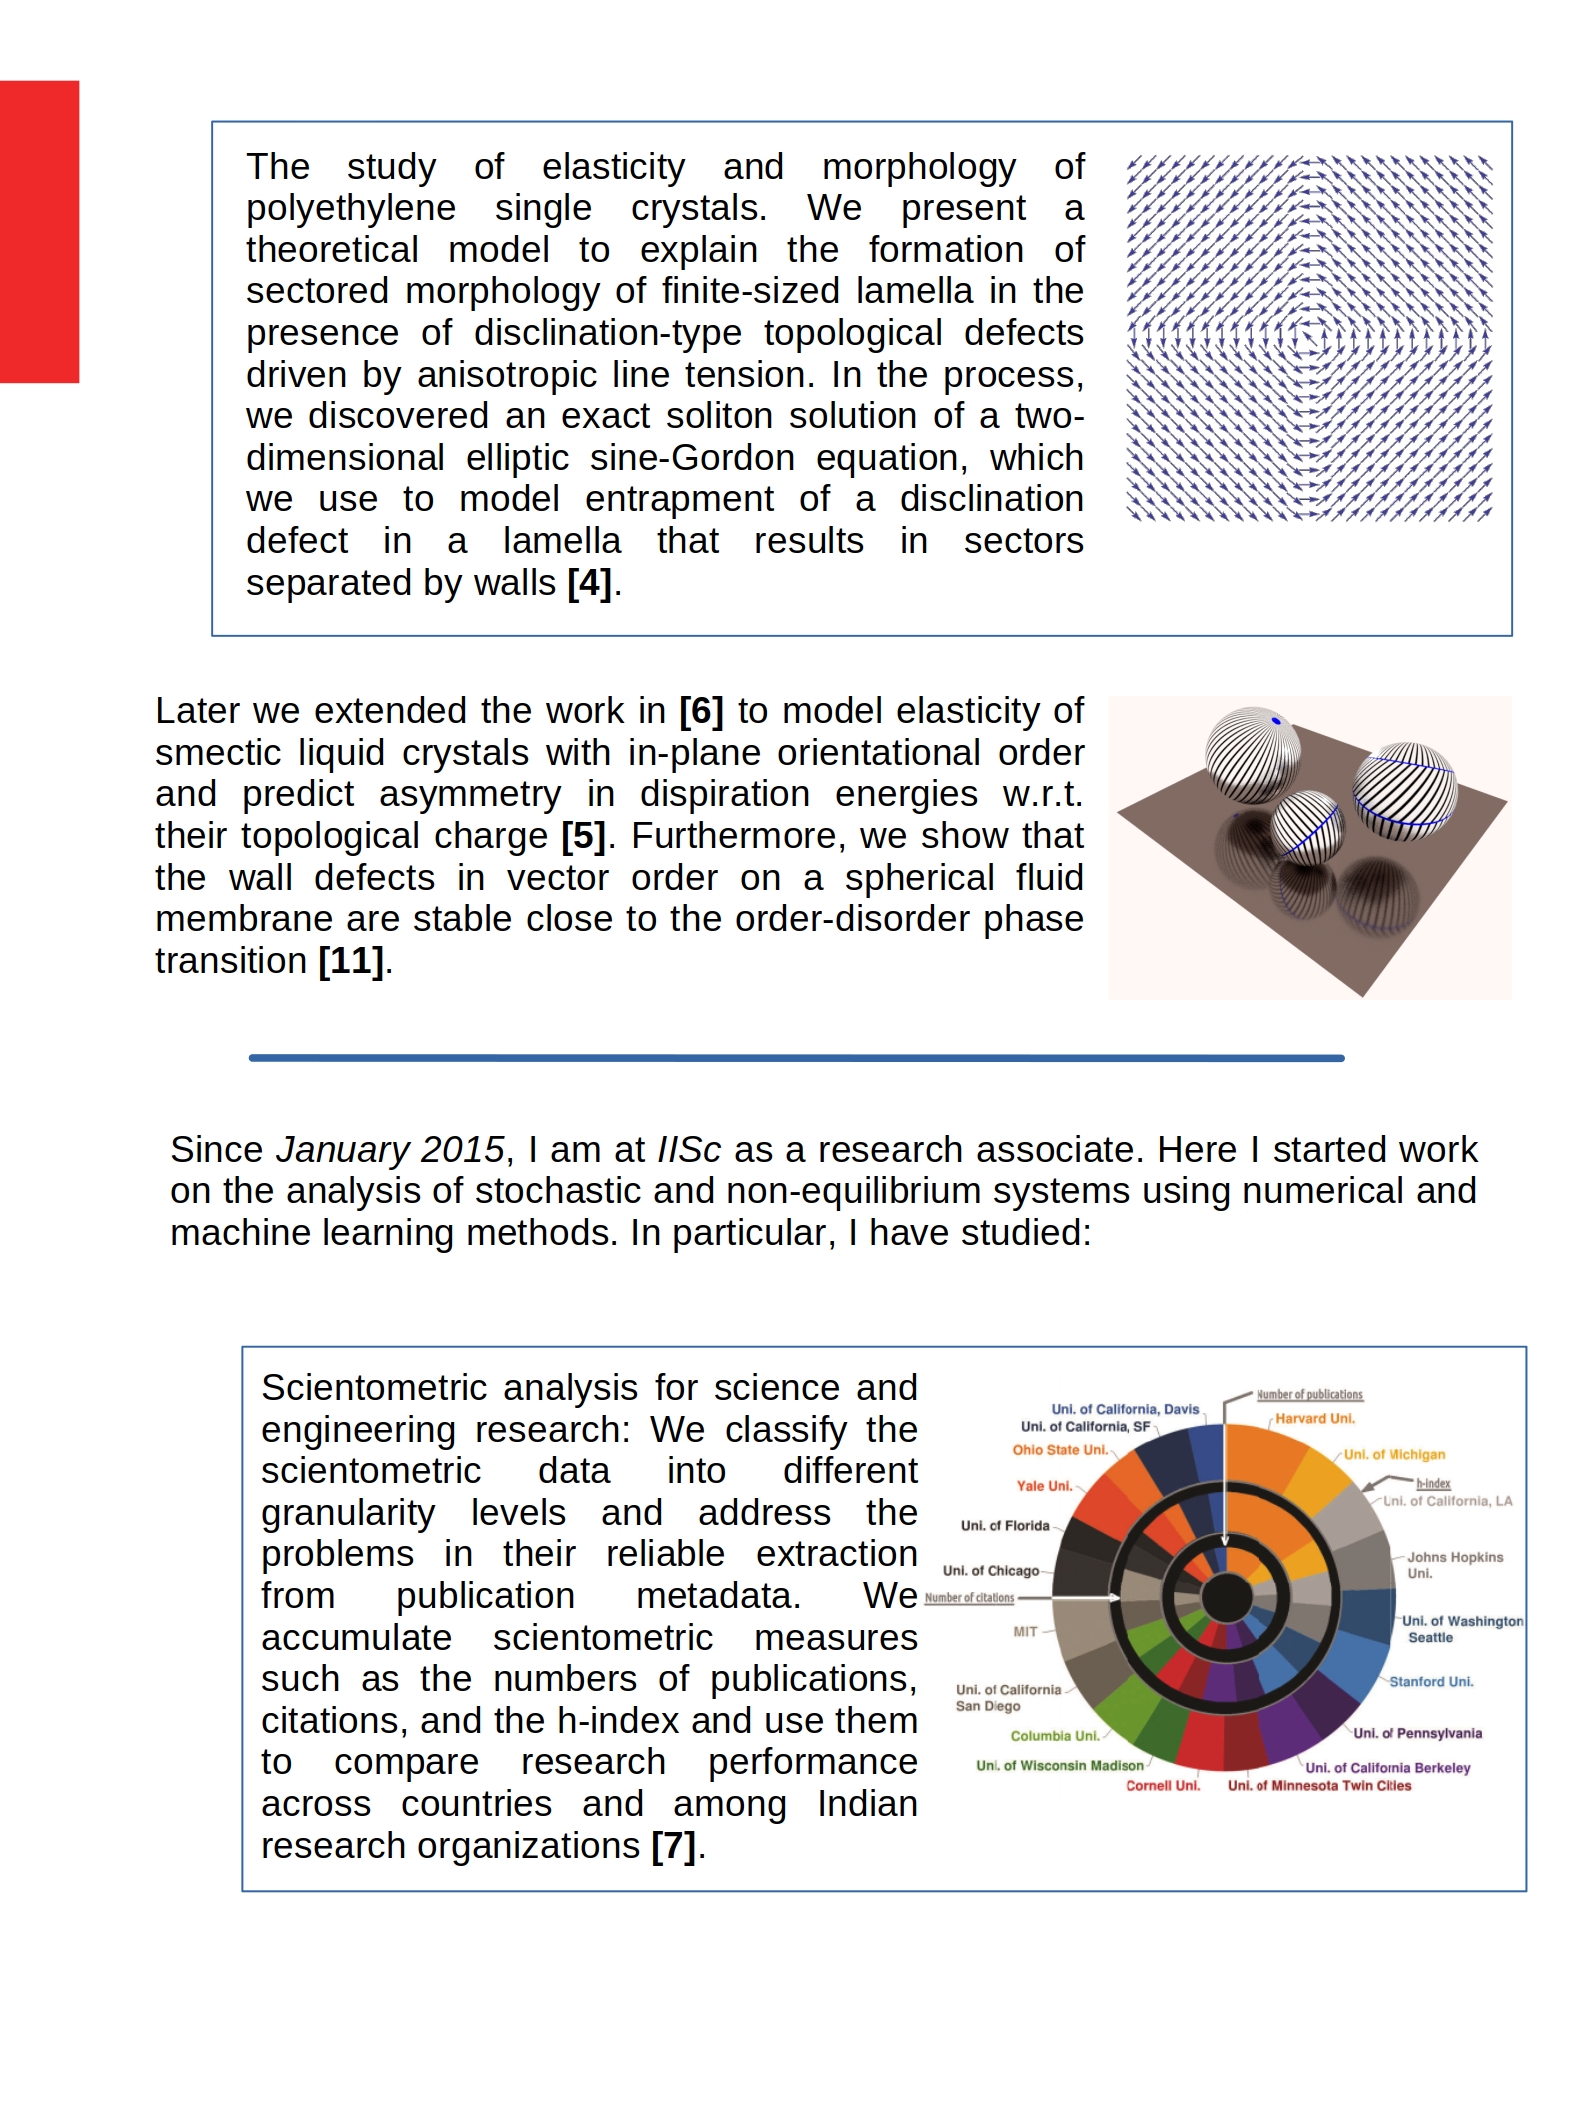 The study of elasticity and morphology of
polyethylene single crystals. We present a
theoretical model to explain the formation of
sectored morphology of finite-sized lamella in the
presence of disclination-type topological defects
driven by anisotropic line tension. In the process,
we discovered an exact soliton solution of a two-
dimensional elliptic sine-Gordon equation, which
we use to model entrapment of a disclination
defect in a lamella that results in sectors
separated by walls [4].
Later we extended the work in [6] to model elasticity of
smectic liquid crystals with in-plane orientational order
and predict asymmetry in dispiration energies w.r.t.
their topological charge [5]. Furthermore, we show that
the wall defects in vector order on a spherical fluid
membrane are stable close to the order-disorder phase
transition [11].
Since January 2015, I am at IISc as a research associate. Here I started work
on the analysis of stochastic and non-equilibrium systems using numerical and
machine learning methods. In particular, I have studied:
Scientometric analysis for science and
engineering research: We classify the
scientometric data into different
granularity levels and address the
problems in their reliable extraction
from publication metadata. We
accumulate scientometric measures
such as the numbers of publications,
citations, and the h-index and use them
to compare research performance
across countries and among Indian
research organizations [7].
Number of publications
Harvard Uni.
Uni. of Michigan
h-index
Uni. of California, LA
Johns Hopkins
Uni.
Uni. of Washington
Seattle
Stanford Uni.
Uni. of Pennsylvania
Uni. of California Berkeley
Uni. of Minnesota Twin Cities
Cornell Uni.
Uni. of Wisconsin Madison
Columbia Uni.
Uni. of California
San Diego
MIT
Number of citations
Uni. of Chicago
Uni. of Florida
Yale Uni.
Ohio State Uni.
Uni. of California, SF
Uni. of California, Davis